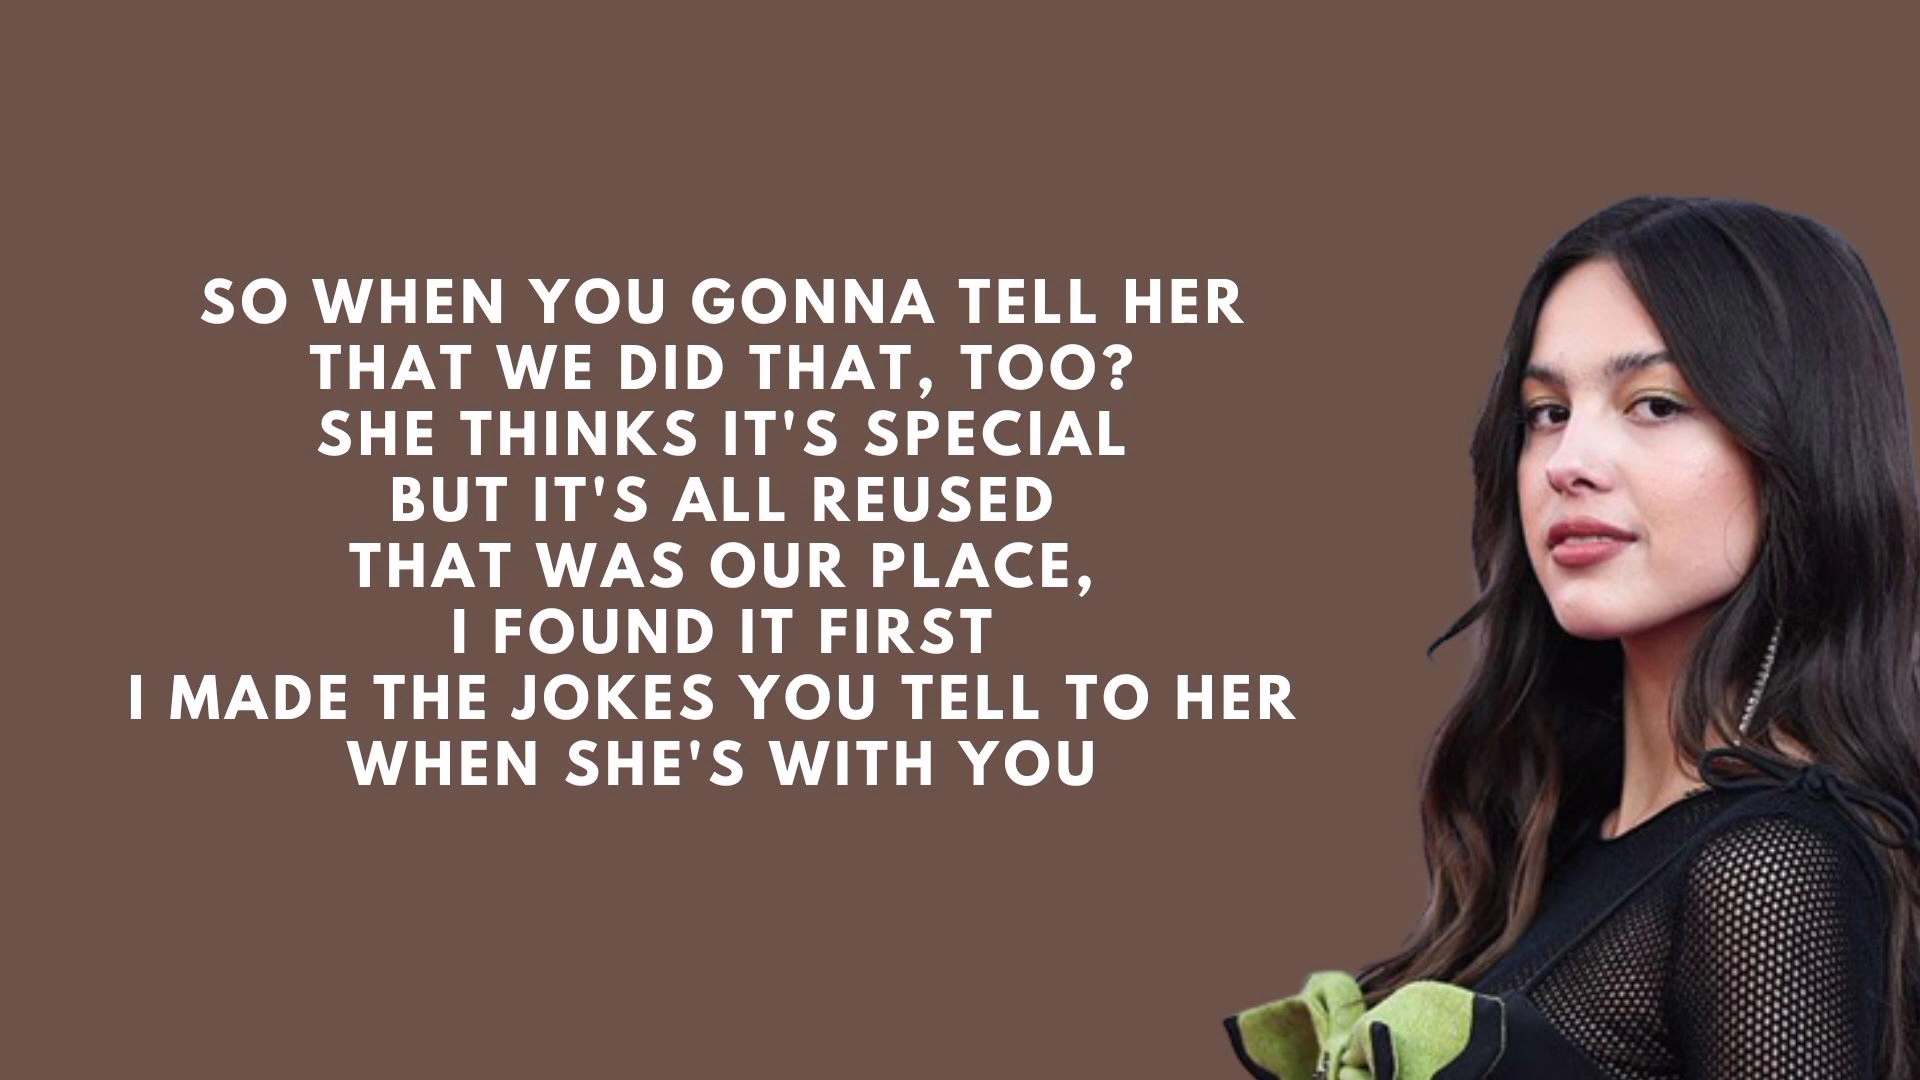 SO WHEN YOU GONNA TELL HER
THAT WE DID THAT, TOO?
SHE THINKS IT'S SPECIAL
BUT IT'S ALL REUSED
THAT WAS OUR PLACE,
I FOUND IT FIRST
I MADE THE JOKES YOU TELL TO HER
WHEN SHE'S WITH YOU